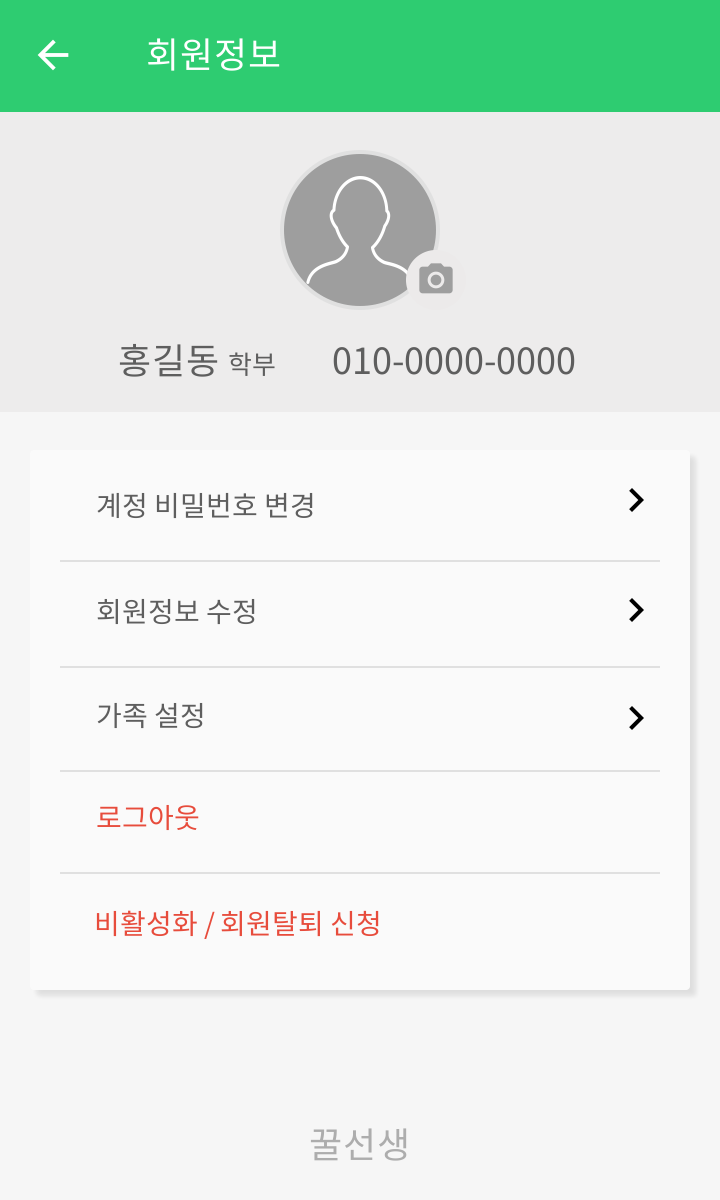 회원정보
홍길동 학부 010-0000-0000
계정 비밀번호 변경
회원정보 수정
가족 설정
로그아웃
비활성화 / 회원탈퇴 신청
꿀선생